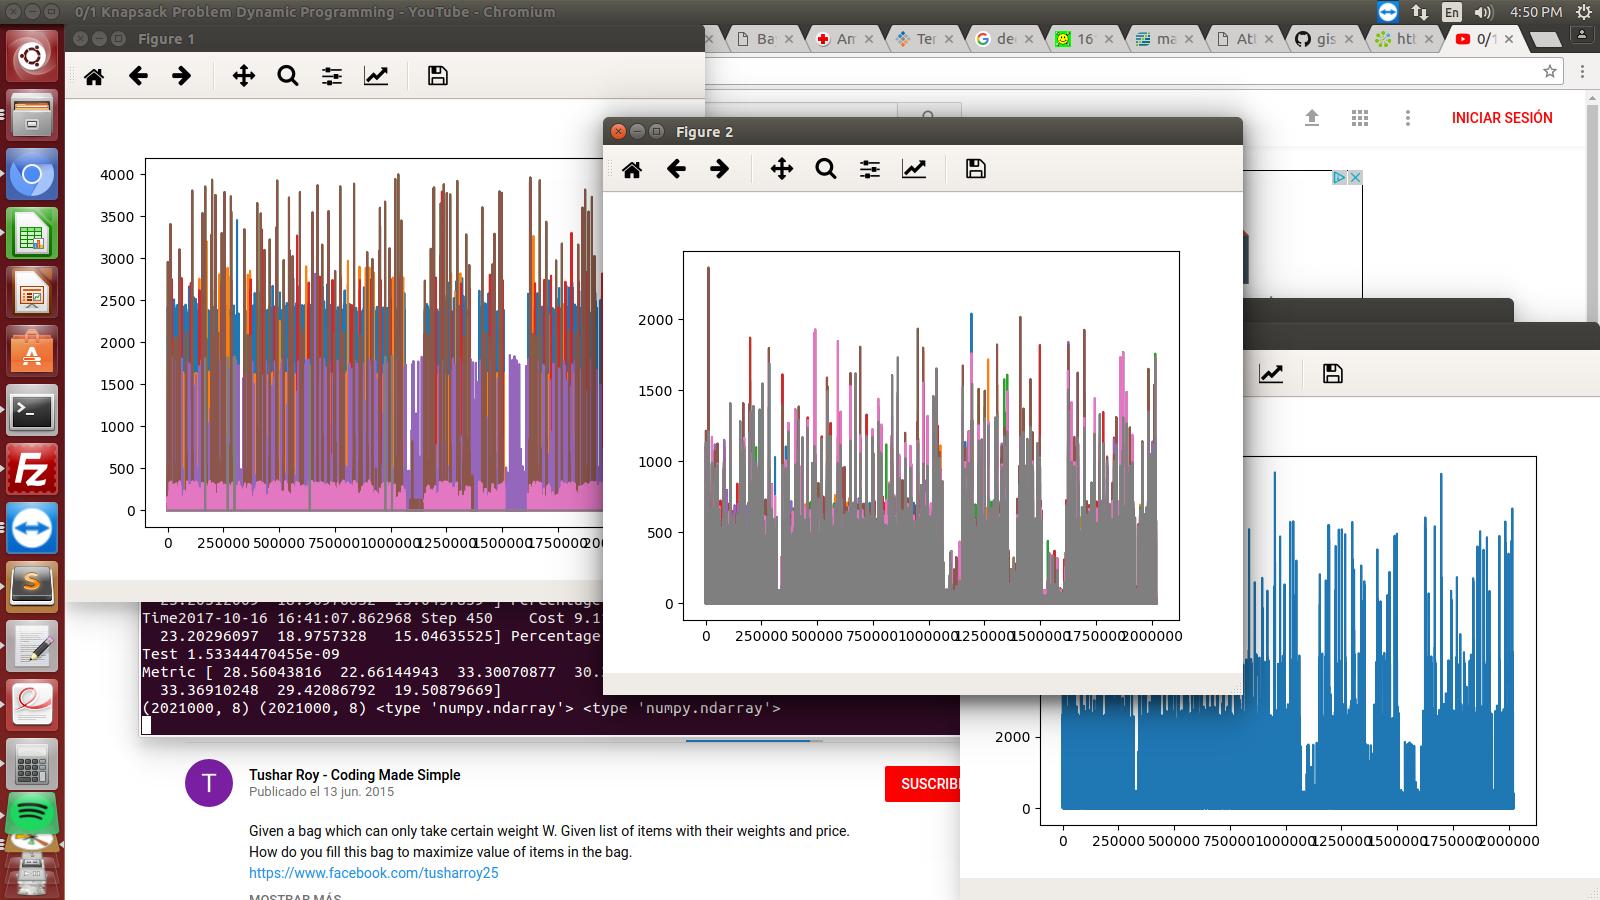 0/1 Knapsack Problem Dynamic Programming - YouTube - Chromium
En
4:50 PM
Figure 1
Ba
Am
Ter
de
16
ma
Att
gis
htt
0/1
INICIAR SESIÓN
4000
3500
3000
2500
2000
1500
1000
500
0
0 250000 500000 750000 1000000 1250000 1500000 1750000 200
Figure 2
2000
1500
1000
500
0
0 250000 500000 750000 1000000 1250000 1500000 1750000 2000000
2000
0
0 250000 500000 750000 1000000 1250000 1500000 1750000 2000000
Time2017-10-16 16:41:07.862968 Step 450 Cost 9.1
23.20296097 18.9757328 15.04635525] Percentage
Test 1.53344470455e-09
Metric [ 28.56043816 22.66144943 33.30070877 30.
33.36910248 29.42086792 19.50879669]
(2021000, 8) (2021000, 8) <type 'numpy.ndarray'> <type 'numpy.ndarray'>
T
Tushar Roy - Coding Made Simple
Publicado el 13 jun. 2015
SUSCRIB
Given a bag which can only take certain weight W. Given list of items with their weights and price.
How do you fill this bag to maximize value of items in the bag.
https://www.facebook.com/tusharroy25
MOSTRAR MÁS